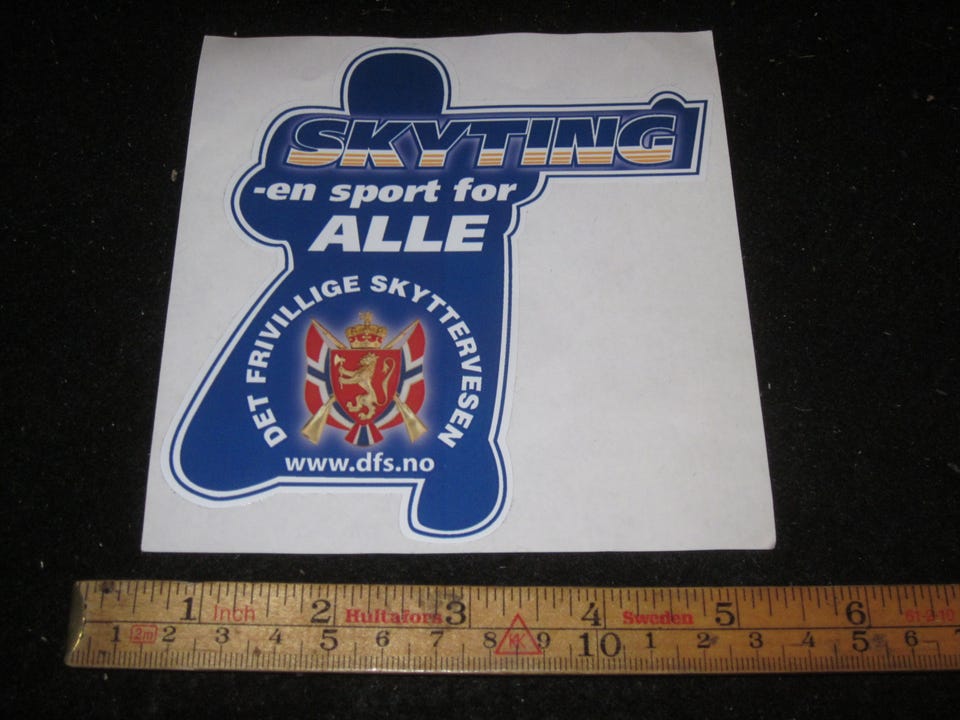 SKYTING
-en sport for
ALLE
DET FRIVILLIGE SKYTTERVESEN
www.dfs.no
1 Inch 2 Hultafors 3 4 Sweden 5 6
1 2m 2 3 4 5 6 7 8 9 10 1 2 3 4 5 6